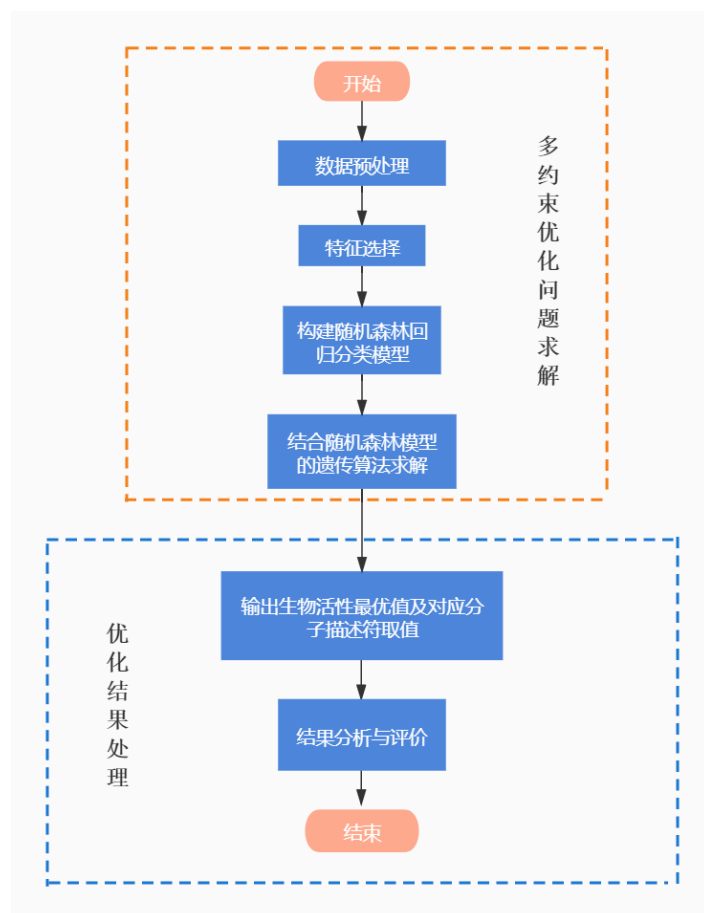 开始
数据预处理
特征选择
构建随机森林回
归分类模型
结合随机森林模型
的遗传算法求解
多约束优化问题求解
输出生物活性最优值及对应分
子描述符取值
结果分析与评价
结束
优化结果处理